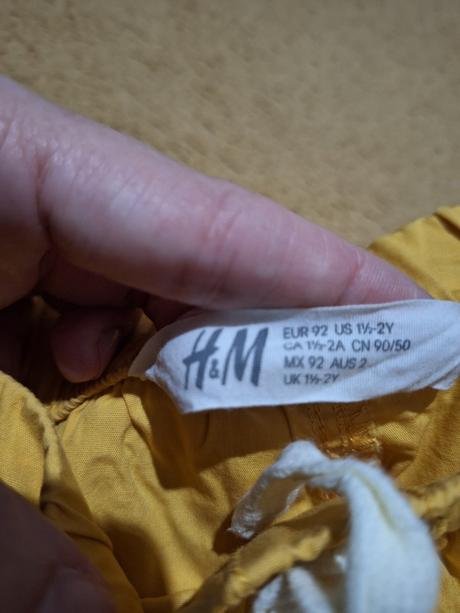 H&M
EUR 92 US 1½-2Y
CA 1½-2A CN 90/50
MX 92 AUS 2
UK 1½-2Y